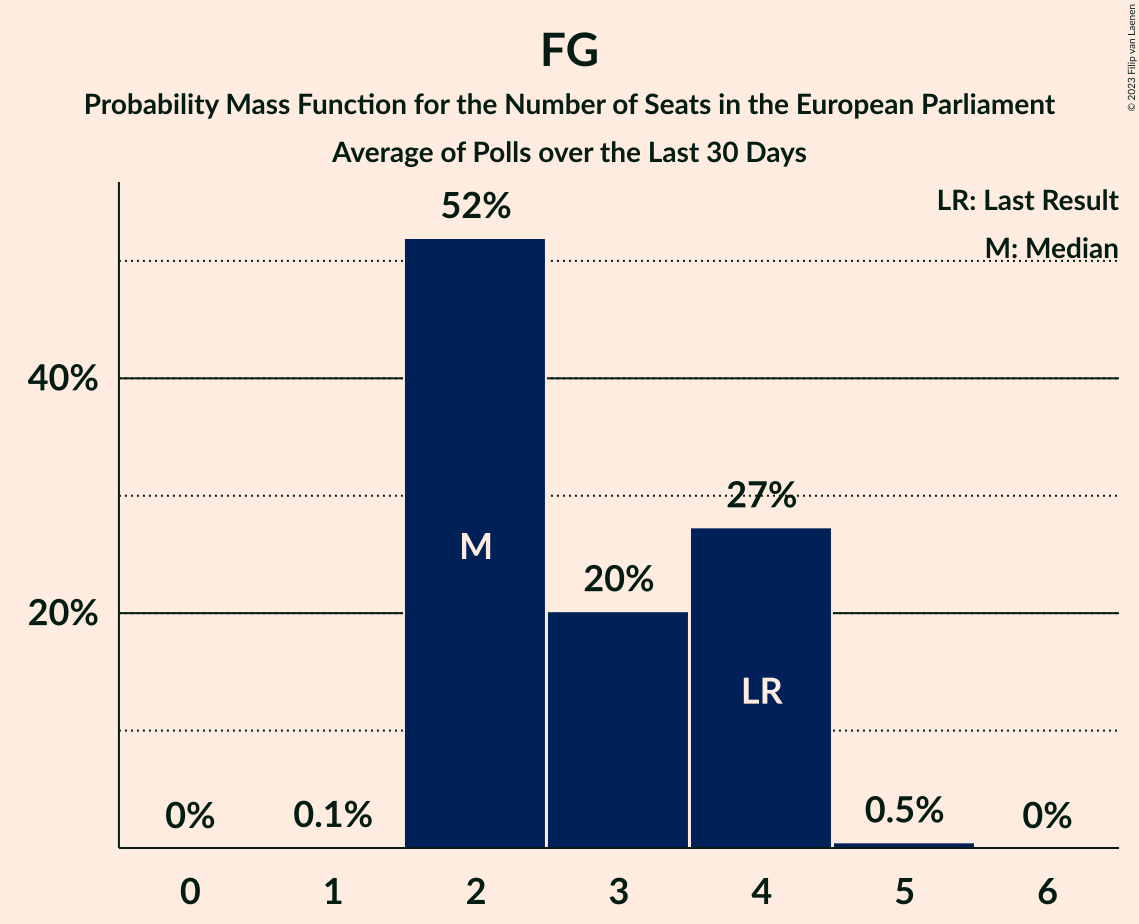 FG
Probability Mass Function for the Number of Seats in the European Parliament
Average of Polls over the Last 30 Days
© 2023 Filip van Laenen
LR: Last Result
M: Median
52%
40%
27%
M
20%
20%
LR
0%
0.1%
0.5%
0%
0 1 2 3 4 5 6